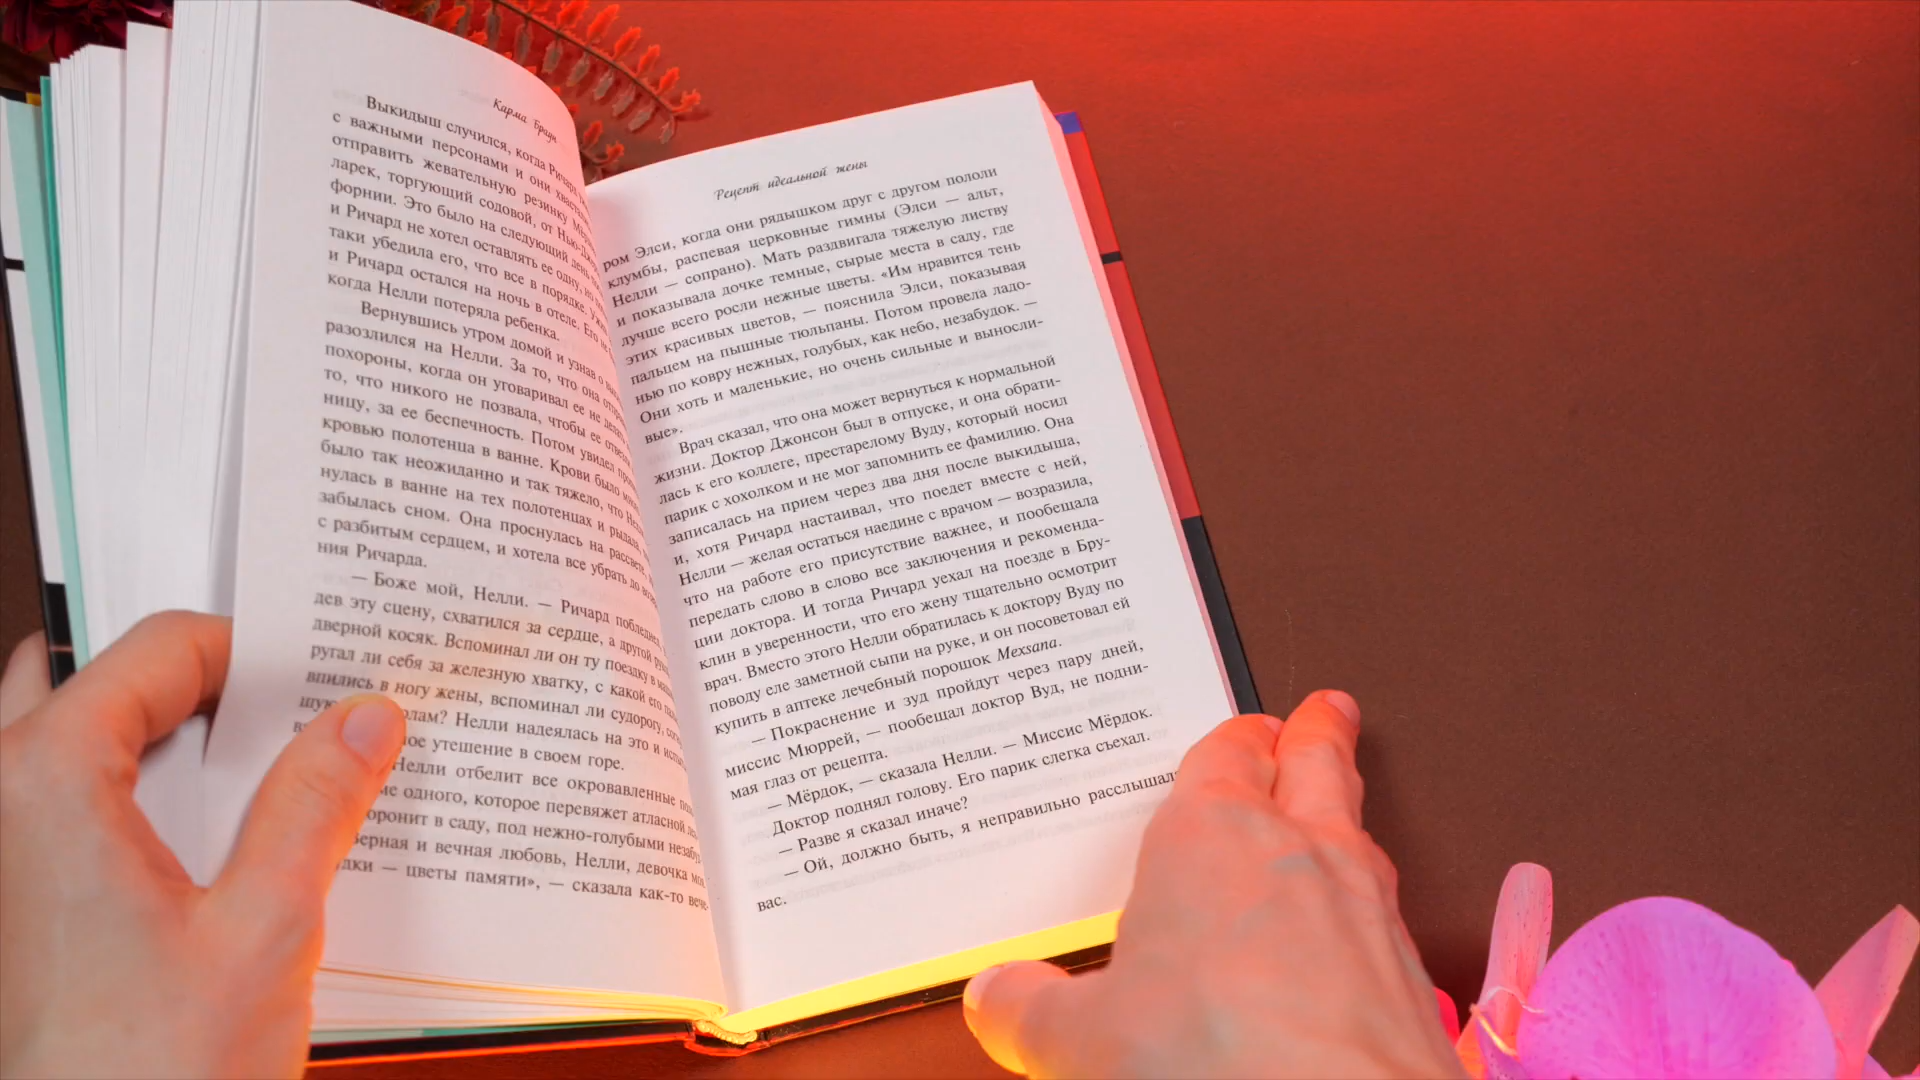 Карма Браун
Выкидыш случился, когда Ричард
с важными персонами и они
отправить жевательную резинку
ларек, торгующий содовой, от
форнии. Это было на следующий день
и Ричард не хотел оставлять ее одну, но
таки убедила его, что все в порядке.
и Ричард остался на ночь в отеле. Его не
когда Нелли потеряла ребенка.
Вернувшись утром домой и узнав о
разозлился на Нелли. За то, что она
похороны, когда он уговаривал ее не
то, что никого не позвала, чтобы ее
ницу, за ее беспечность. Потом увидел
кровью полотенца в ванне. Крови было
было так неожиданно и так тяжело, что
нулась в ванне на тех полотенцах и рыдала,
забылась сном. Она проснулась на рассвете,
с разбитым сердцем, и хотела все убрать до
ния Ричарда.
— Боже мой, Нелли. — Ричард
дев эту сцену, схватился за сердце, а другой
дверной косяк. Вспоминал ли он ту поездку в
ругал ли себя за железную хватку, с какой его
впились в ногу жены, вспоминал ли судорогу,
Нелли надеялась на это и
утешение в своем горе.
Нелли отбелит все окровавленные
одного, которое перевяжет атласной
в саду, под нежно-голубыми
и вечная любовь, Нелли, девочка
— цветы памяти», — сказала как-то вече-
Рецепт идеальной жены
ром Элси, когда они рядышком друг с другом пололи
клумбы, распевая церковные гимны (Элси — альт,
Нелли — сопрано). Мать раздвигала тяжелую листву
и показывала дочке темные, сырые места в саду, где
лучше всего росли нежные цветы. «Им нравится тень
этих красивых цветов, — пояснила Элси, показывая
пальцем на пышные тюльпаны. Потом провела ладо-
нью по ковру нежных, голубых, как небо, незабудок. —
Они хоть и маленькие, но очень сильные и выносли-
вые».
Врач сказал, что она может вернуться к нормальной
жизни. Доктор Джонсон был в отпуске, и она обрати-
лась к его коллеге, престарелому Вуду, который носил
парик с хохолком и не мог запомнить ее фамилию. Она
записалась на прием через два дня после выкидыша,
и, хотя Ричард настаивал, что поедет вместе с ней,
Нелли — желая остаться наедине с врачом — возразила,
что на работе его присутствие важнее, и пообещала
передать слово в слово все заключения и рекоменда-
ции доктора. И тогда Ричард уехал на поезде в Бру-
клин в уверенности, что его жену тщательно осмотрит
врач. Вместо этого Нелли обратилась к доктору Вуду по
поводу еле заметной сыпи на руке, и он посоветовал ей
купить в аптеке лечебный порошок Mexsana.
— Покраснение и зуд пройдут через пару дней,
миссис Мюррей, — пообещал доктор Вуд, не подни-
мая глаз от рецепта.
— Мёрдок, — сказала Нелли. — Миссис Мёрдок.
Доктор поднял голову. Его парик слегка съехал.
— Разве я сказал иначе?
— Ой, должно быть, я неправильно расслышала
вас.